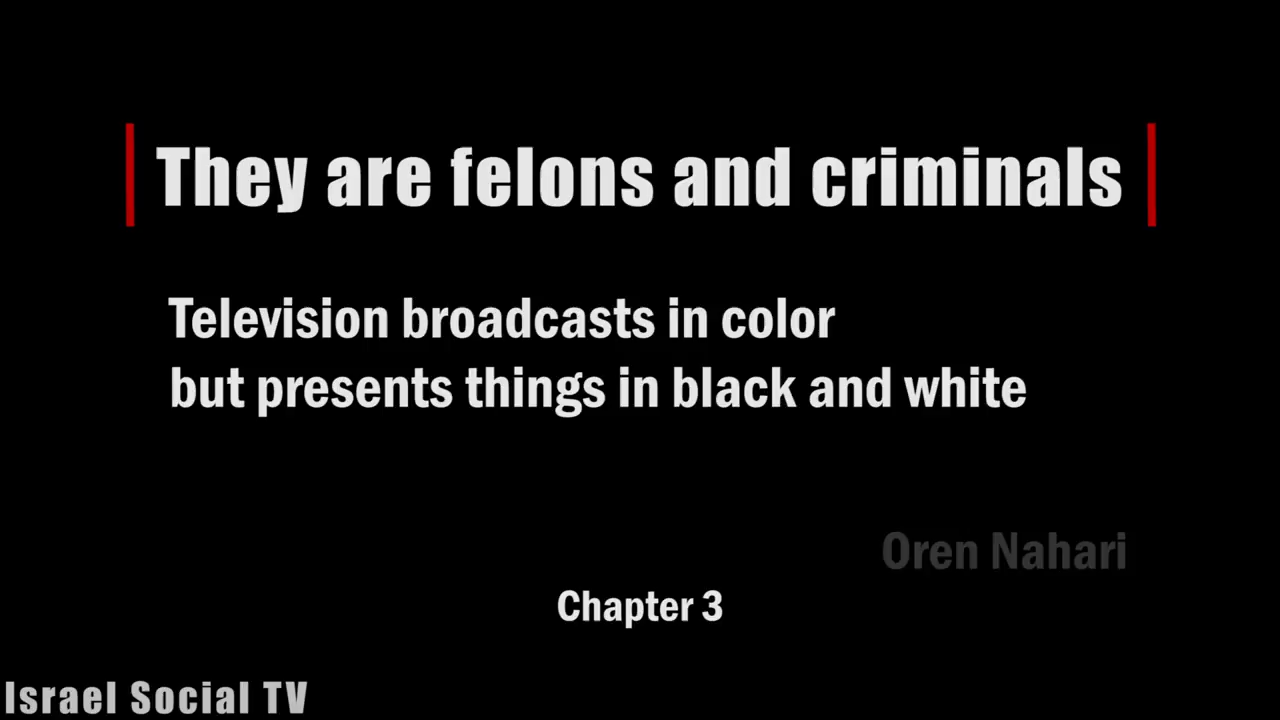 They are felons and criminals
Television broadcasts in color
but presents things in black and white
Oren Nahari
Chapter 3
Israel Social TV